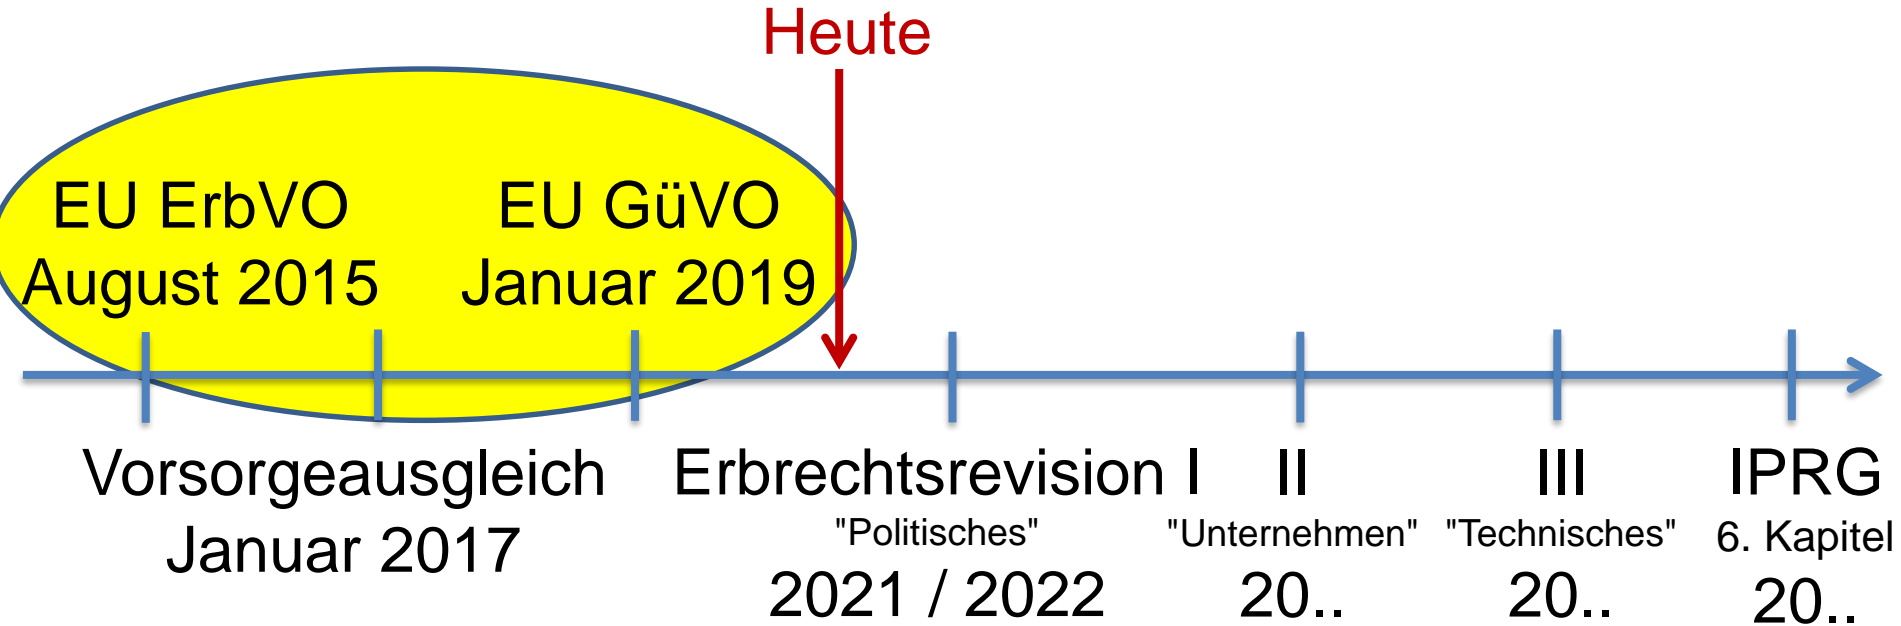 Heute
EU ErbVO
August 2015
EU GüVO
Januar 2019
Vorsorgeausgleich
Januar 2017
Erbrechtsrevision I
"Politisches"
2021 / 2022
II
"Unternehmen"
20..
III
"Technisches"
20..
IPRG
6. Kapitel
20..